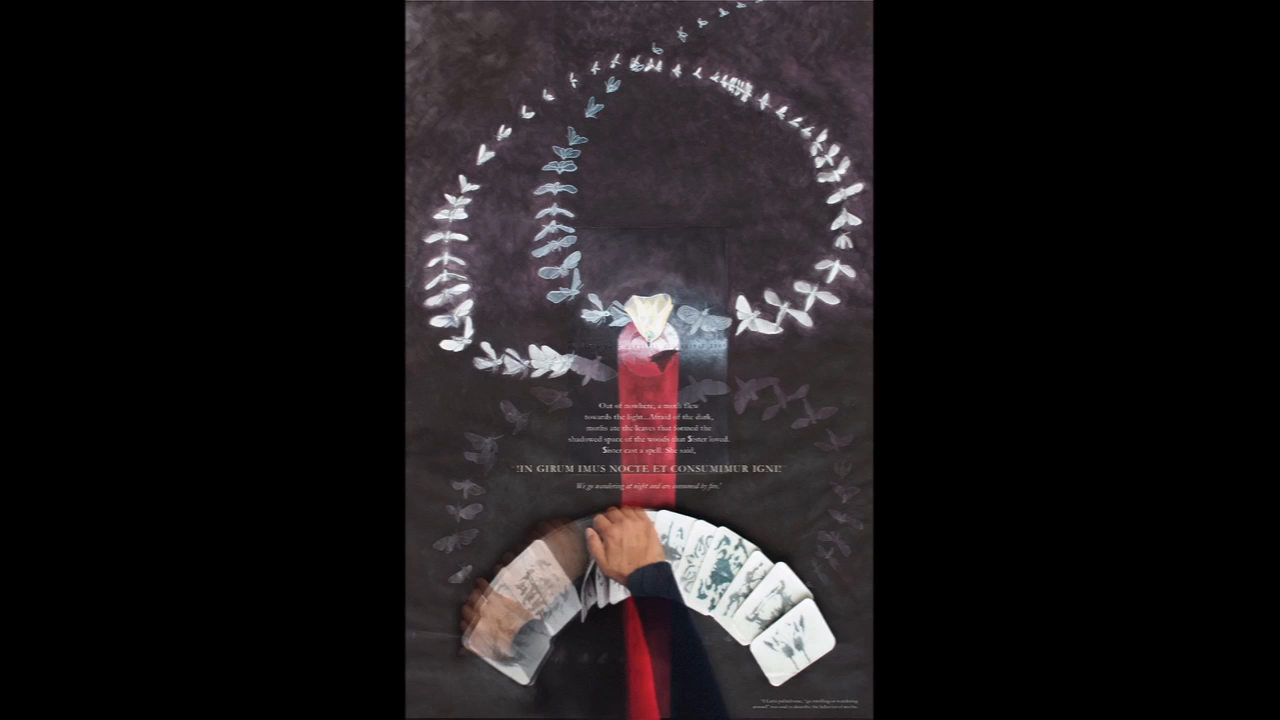 Out of nowhere, a moth flew
towards the light. Afraid of the dark,
moths ate the leaves that formed the
shadowed space of the woods that Sister loved.
Sister cast a spell. She said,
'IN GIRUM IMUS NOCTE ET CONSUMIMUR IGNI!'
'We go wandering at night and are consumed by fire.'